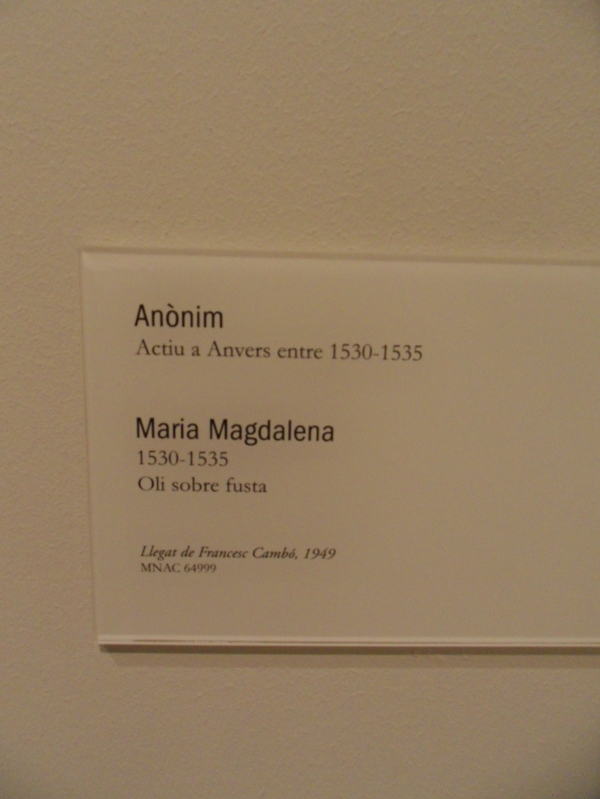 Anònim
Actiu a Anvers entre 1530-1535
Maria Magdalena
1530-1535
Oli sobre fusta
Llegat de Francesc Cambó, 1949
MNAC 64999